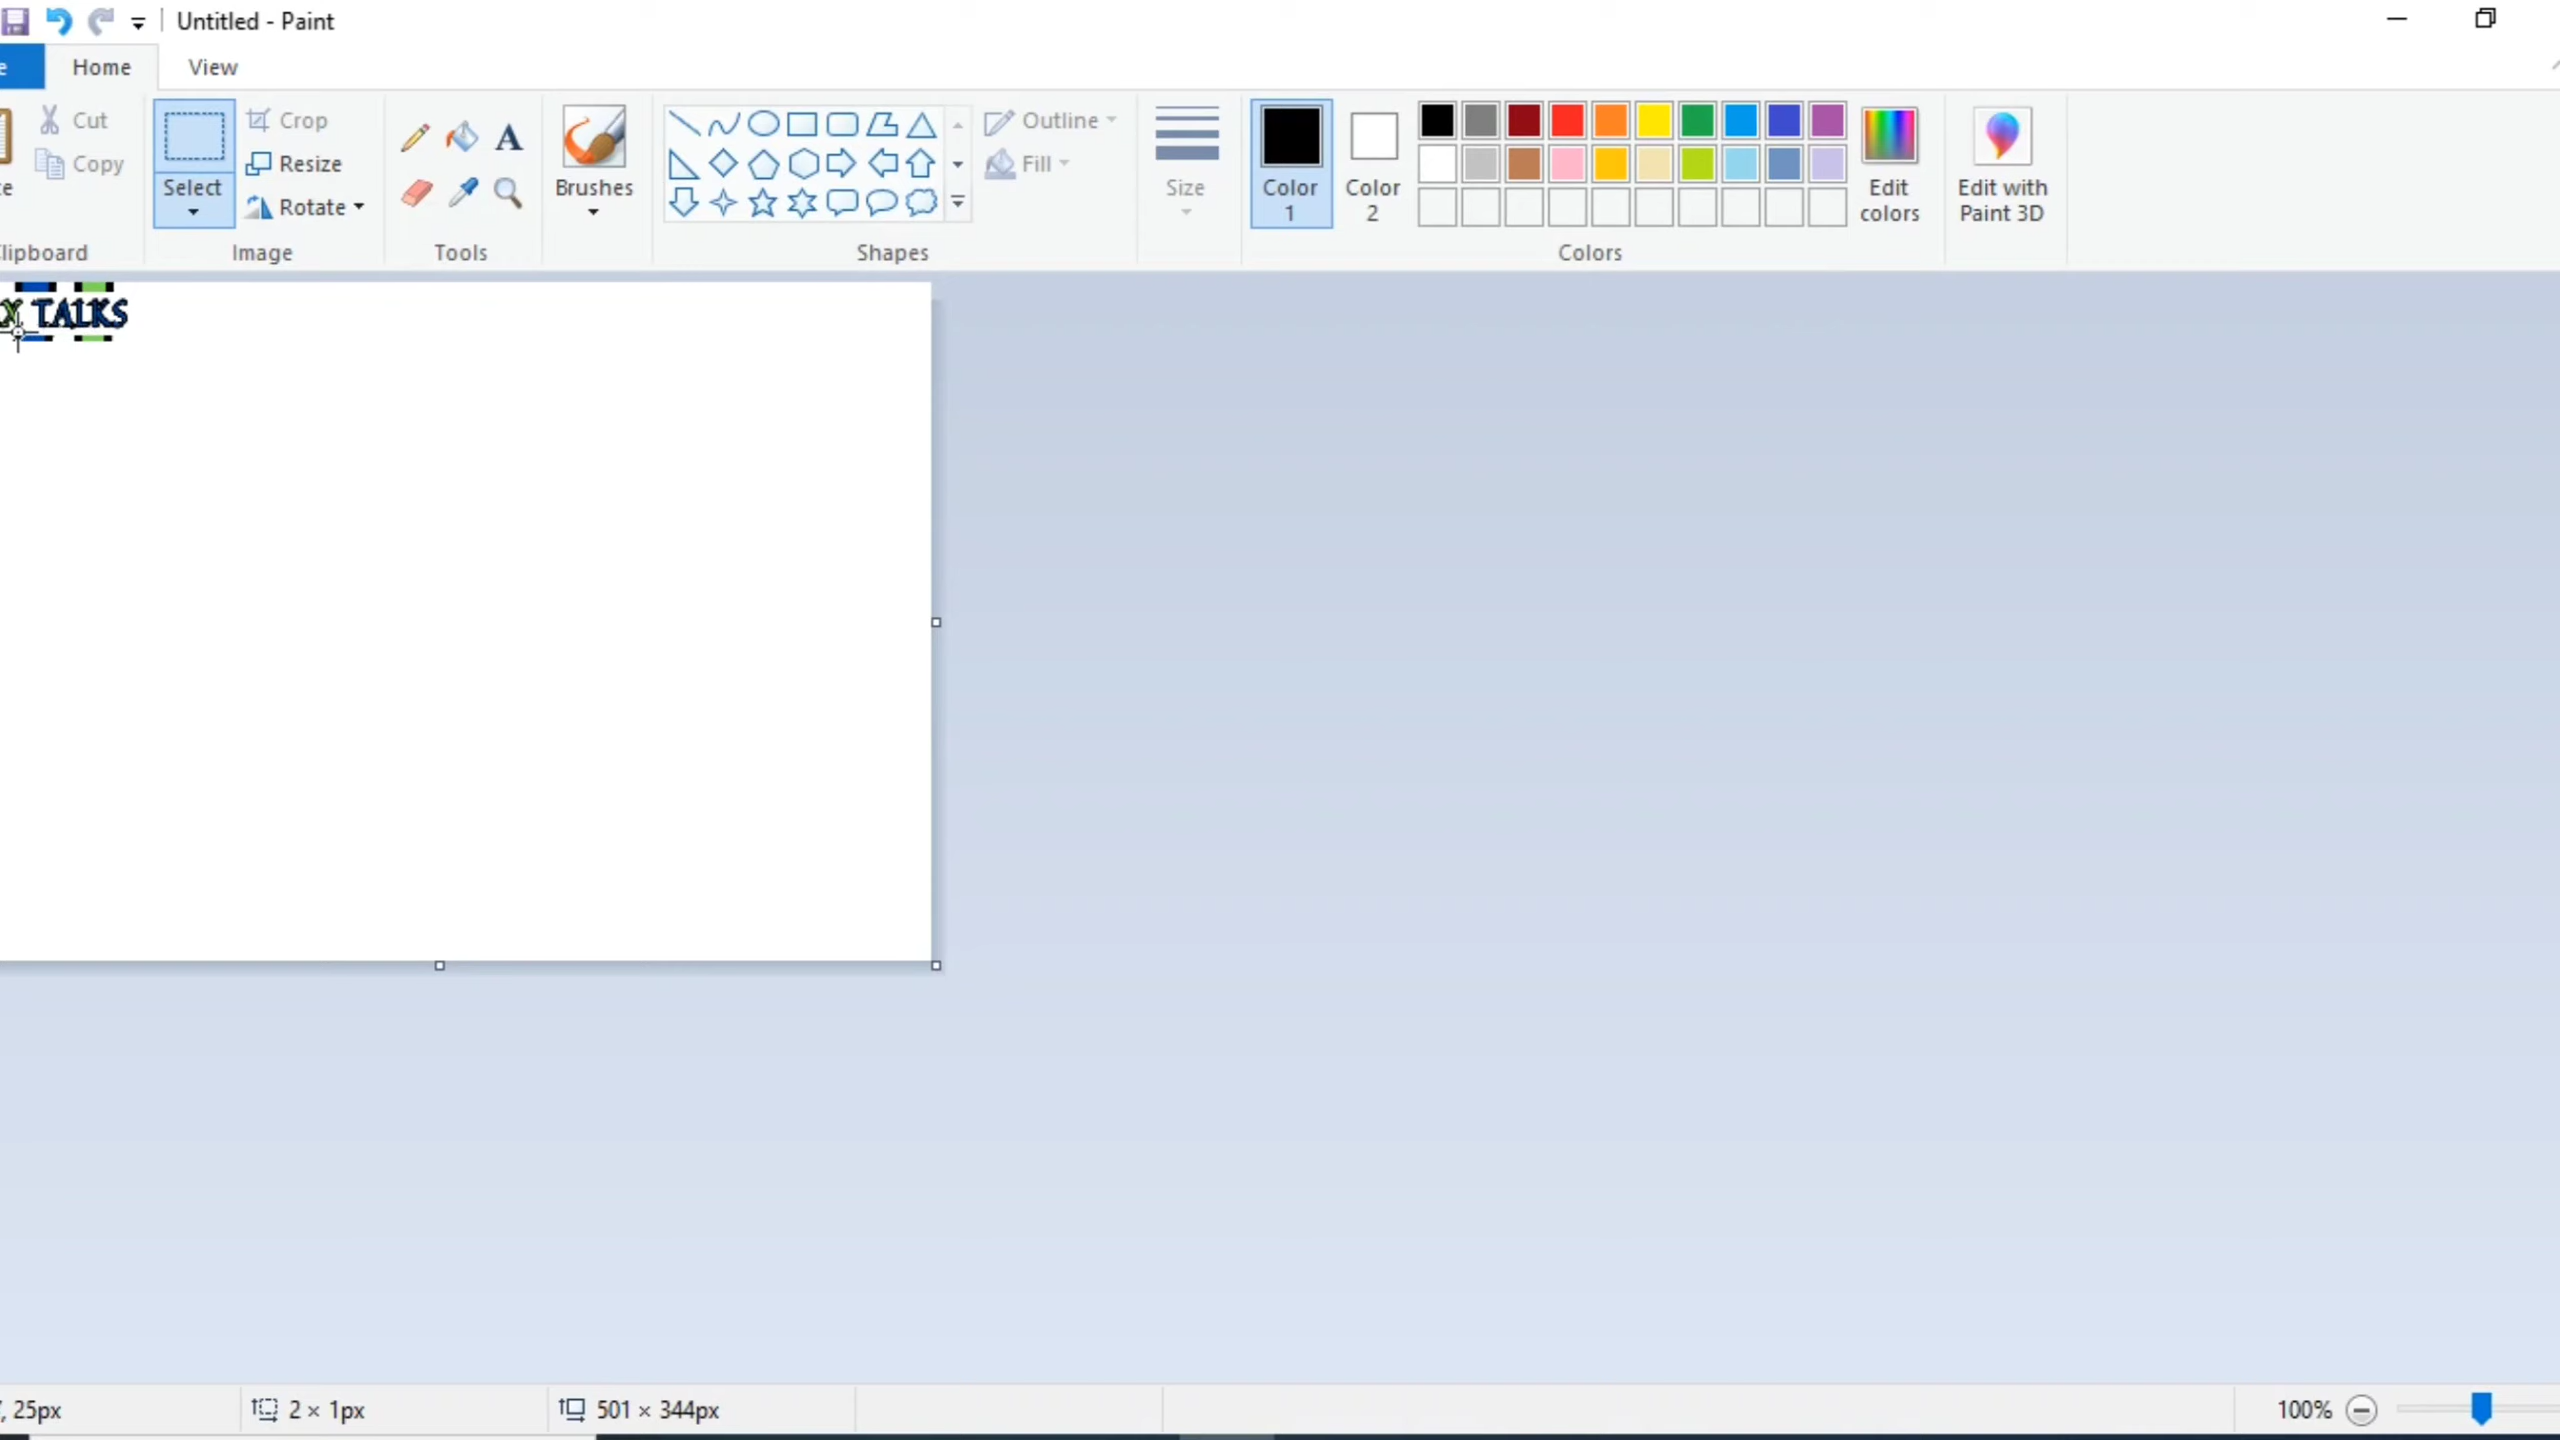 Untitled - Paint
Home View
Cut
Copy
Select
Crop
Resize
Rotate
Brushes
Outline
Fill
Size
Color 1
Color 2
Edit colors
Edit with Paint 3D
Image
Tools
Shapes
Colors
TALKS
, 25px
2 × 1px
501 × 344px
100%